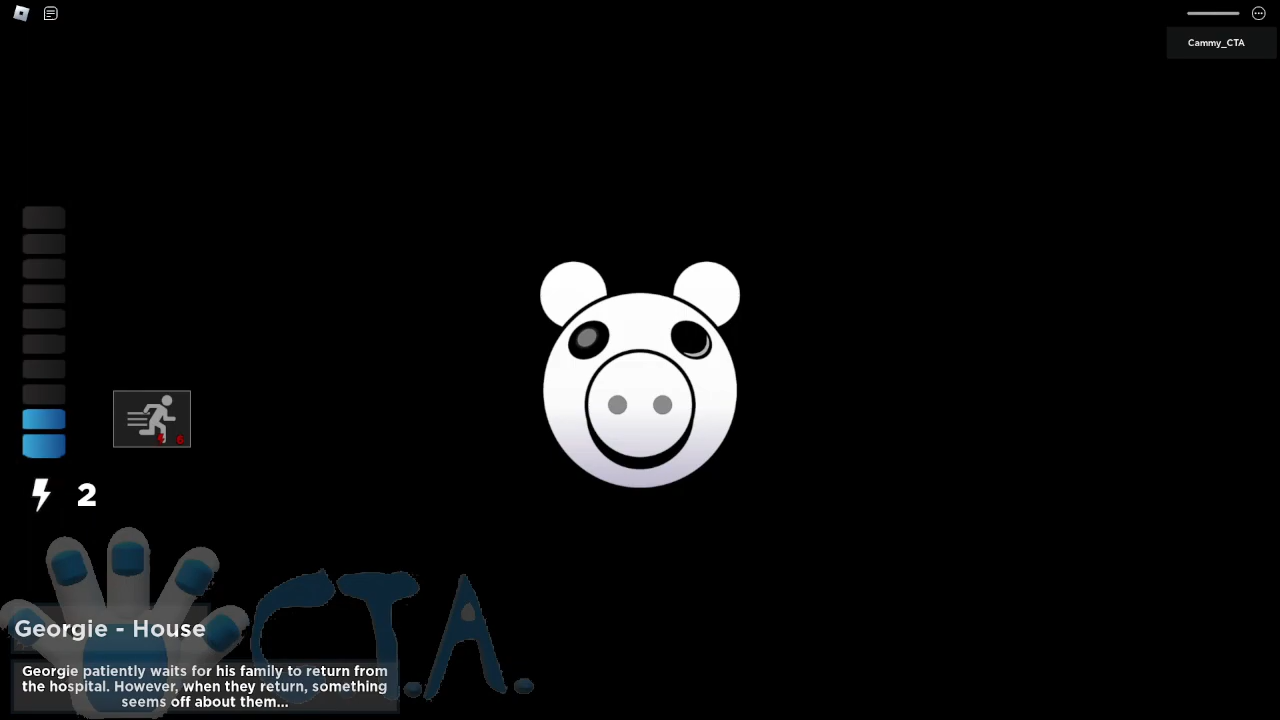 Cammy_CTA
2
C.T.A.
Georgie - House
Georgie patiently waits for his family to return from
the hospital. However, when they return, something
seems off about them...